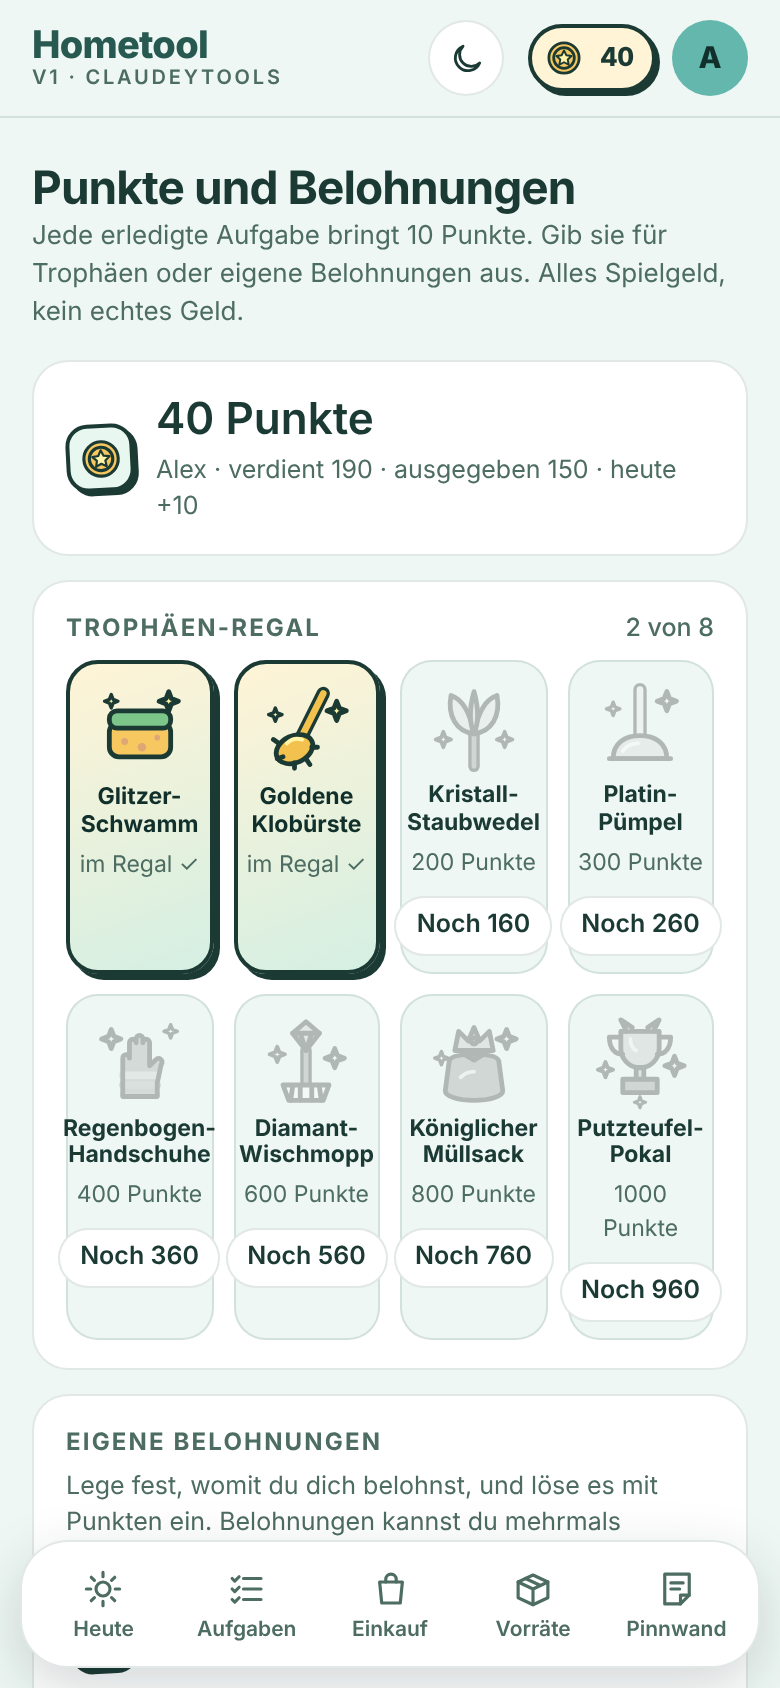 Hometool
V1 · CLAUDEYTOOLS
40
A
Punkte und Belohnungen
Jede erledigte Aufgabe bringt 10 Punkte. Gib sie für
Trophäen oder eigene Belohnungen aus. Alles Spielgeld,
kein echtes Geld.
40 Punkte
Alex · verdient 190 · ausgegeben 150 · heute
+10
TROPHÄEN-REGAL
2 von 8
Glitzer-
Schwamm
im Regal ✓
Goldene
Klobürste
im Regal ✓
Kristall-
Staubwedel
200 Punkte
Noch 160
Platin-
Pümpel
300 Punkte
Noch 260
Regenbogen-
Handschuhe
400 Punkte
Noch 360
Diamant-
Wischmopp
600 Punkte
Noch 560
Königlicher
Müllsack
800 Punkte
Noch 760
Putzteufel-
Pokal
1000
Punkte
Noch 960
EIGENE BELOHNUNGEN
Lege fest, womit du dich belohnst, und löse es mit
Punkten ein. Belohnungen kannst du mehrmals
Heute
Aufgaben
Einkauf
Vorräte
Pinnwand